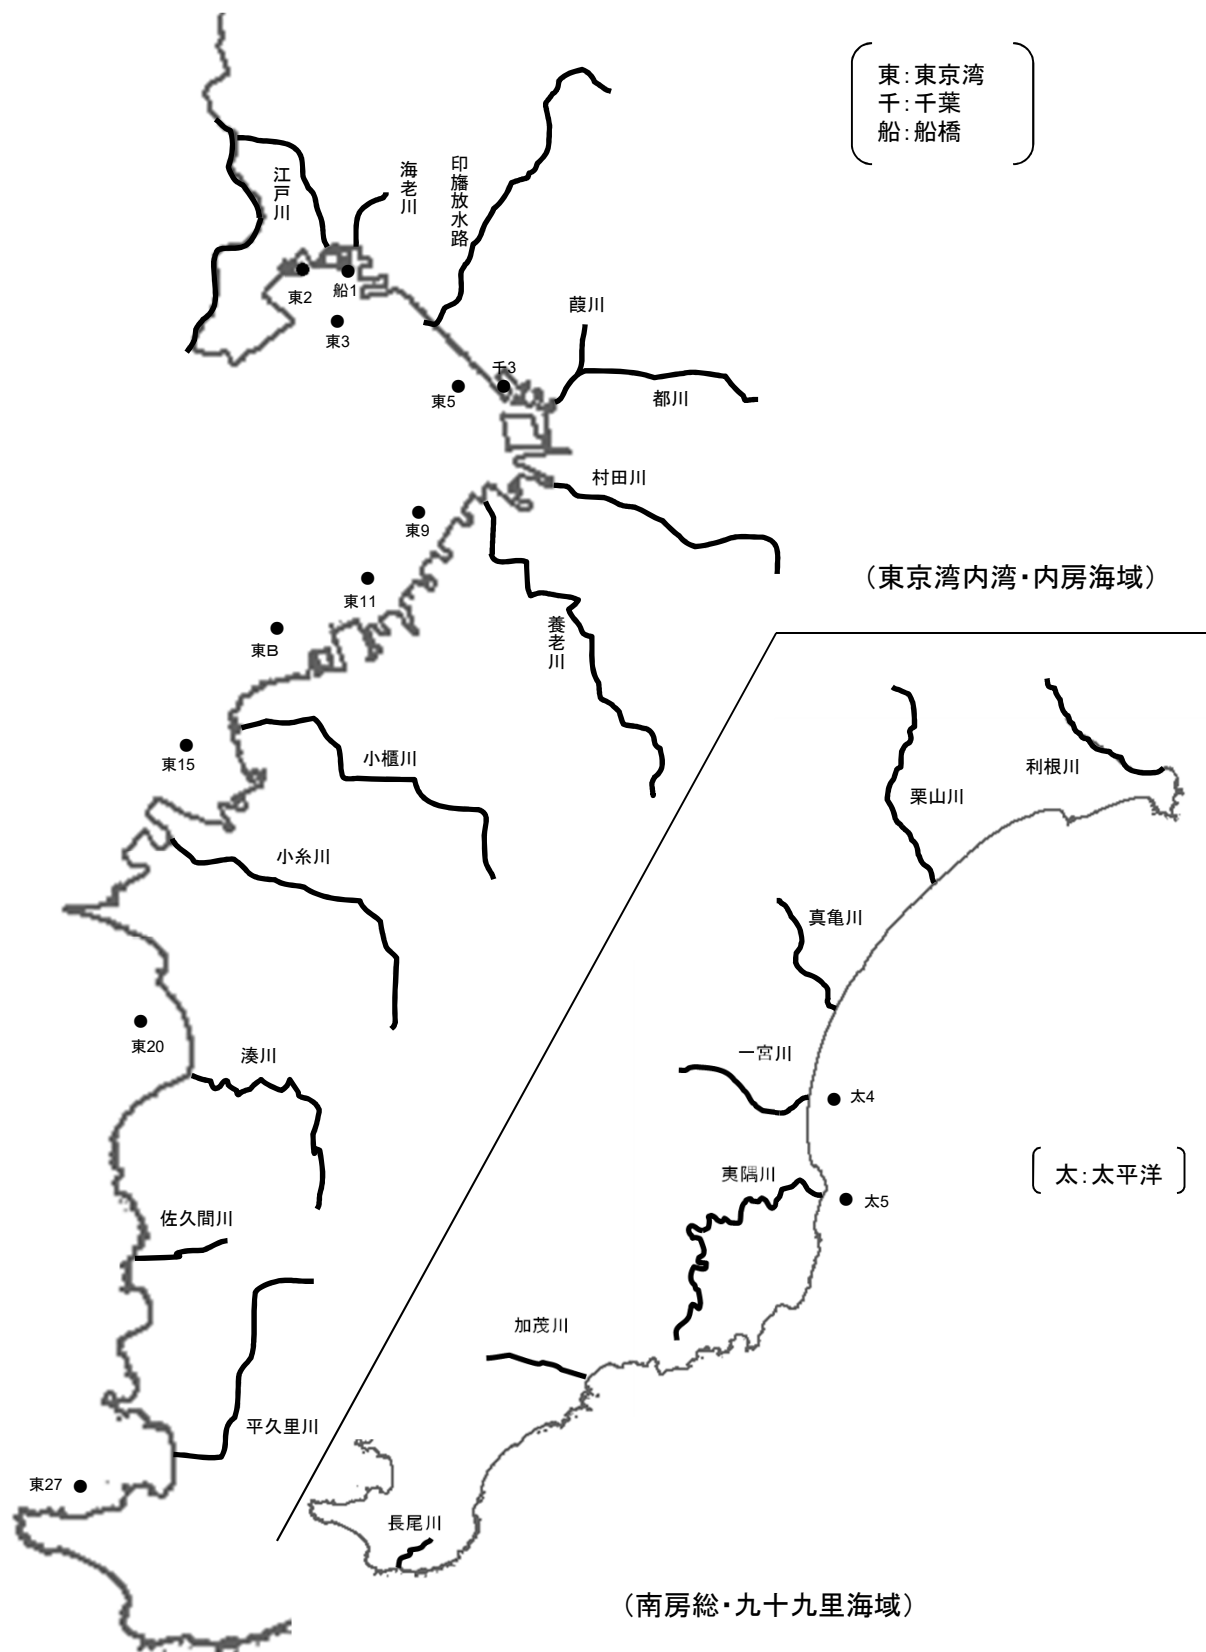 東：東京湾
千：千葉
船：船橋
江戸川
海老川
印旛放水路
東2
船1
東3
葭川
千3
東5
都川
村田川
東9
（東京湾内湾・内房海域）
東11
養老川
東B
東15
小櫃川
利根川
栗山川
小糸川
真亀川
東20
湊川
一宮川
太4
夷隅川
太：太平洋
太5
佐久間川
加茂川
平久里川
東27
長尾川
（南房総・九十九里海域）